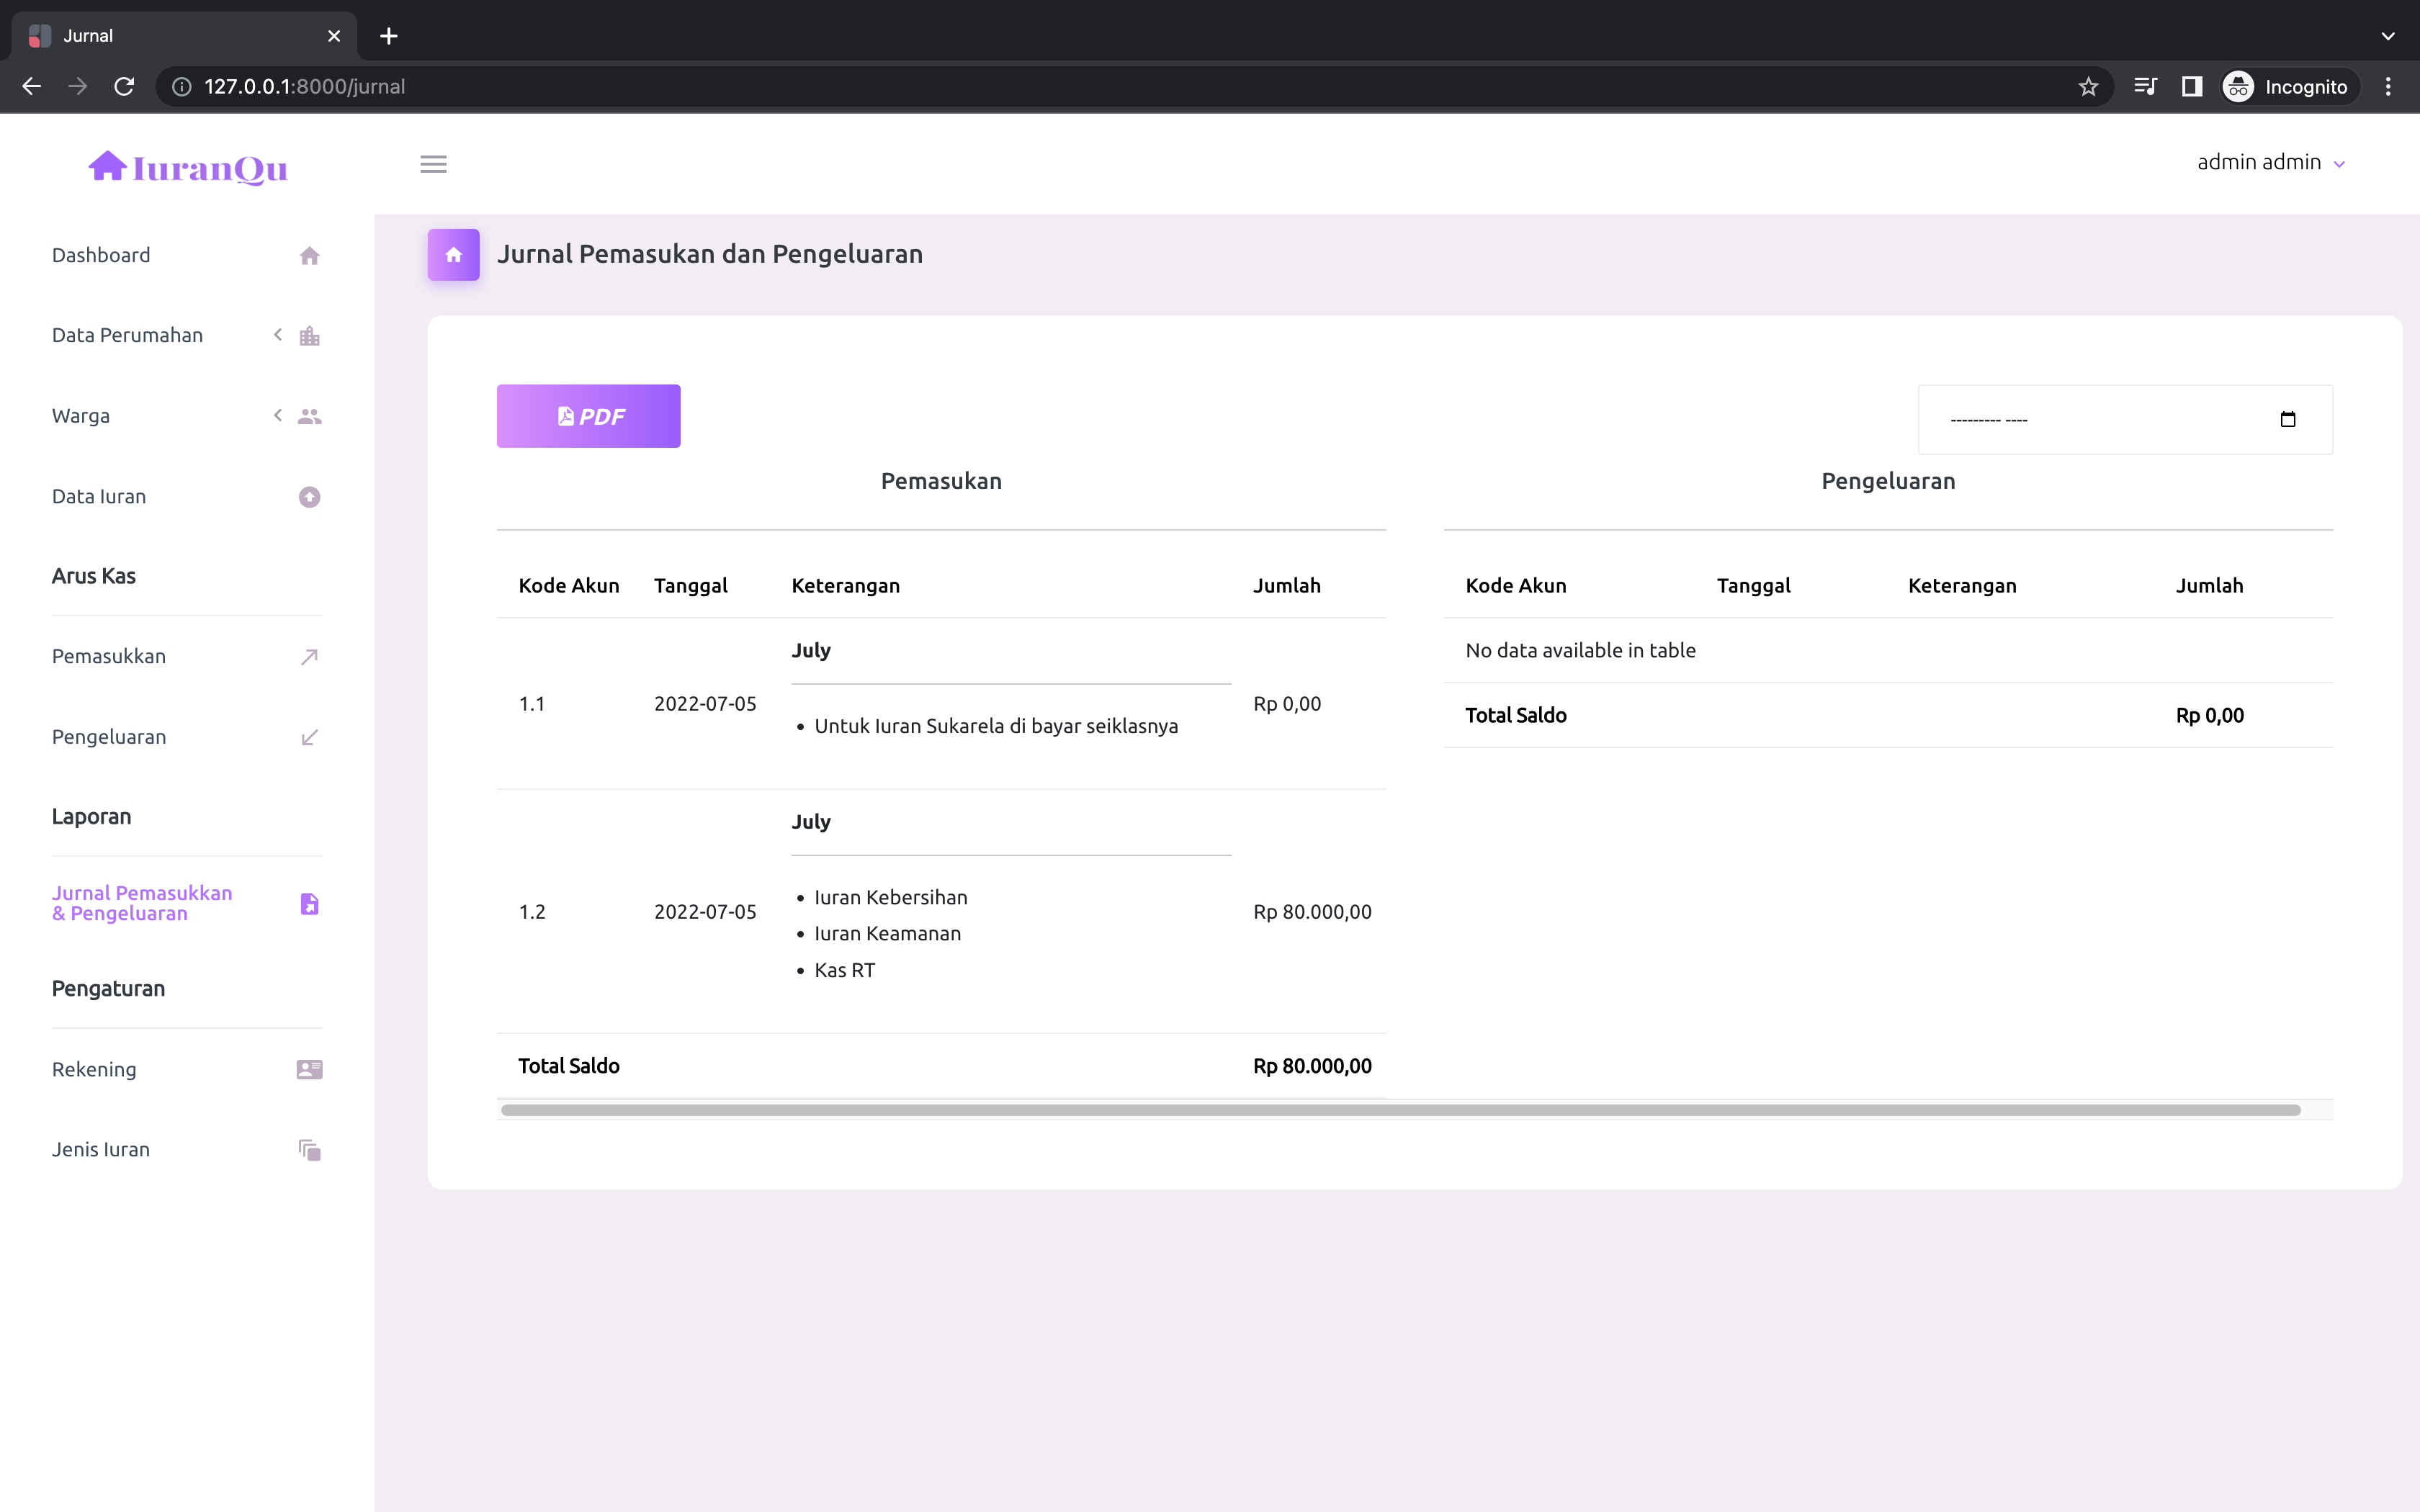 Jurnal
127.0.0.1:8000/jurnal
Incognito
IuranQu
admin admin
Dashboard
Data Perumahan
Warga
Data Iuran
Arus Kas
Pemasukkan
Pengeluaran
Laporan
Jurnal Pemasukkan
& Pengeluaran
Pengaturan
Rekening
Jenis Iuran
Jurnal Pemasukan dan Pengeluaran
PDF
--------- ----
Pemasukan
Kode Akun Tanggal Keterangan Jumlah
July
1.1 2022-07-05 Rp 0,00
• Untuk Iuran Sukarela di bayar seiklasnya
July
• Iuran Kebersihan
1.2 2022-07-05 Rp 80.000,00
• Iuran Keamanan
• Kas RT
Total Saldo Rp 80.000,00
Pengeluaran
Kode Akun Tanggal Keterangan Jumlah
No data available in table
Total Saldo Rp 0,00